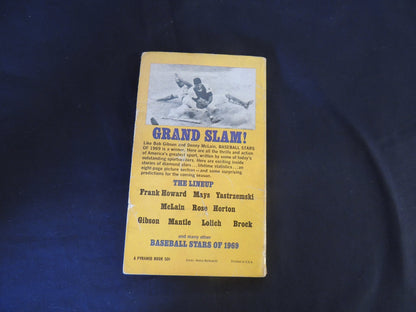 GRAND SLAM!
Like Bob Gibson and Denny McLain, BASEBALL STARS
OF 1969 is a winner. Here are all the thrills and action
of America's greatest sport, written by some of today's
outstanding sportswriters. Here are exciting inside
stories of diamond stars... lifetime statistics... an
eight-page picture section—and some surprising
predictions for the coming season.
THE LINEUP
Frank Howard Mays Yastrzemski
McLain Rose Horton
Gibson Mantle Lolich Brock
and many other
BASEBALL STARS OF 1969
A PYRAMID BOOK 50¢
Printed in U.S.A.